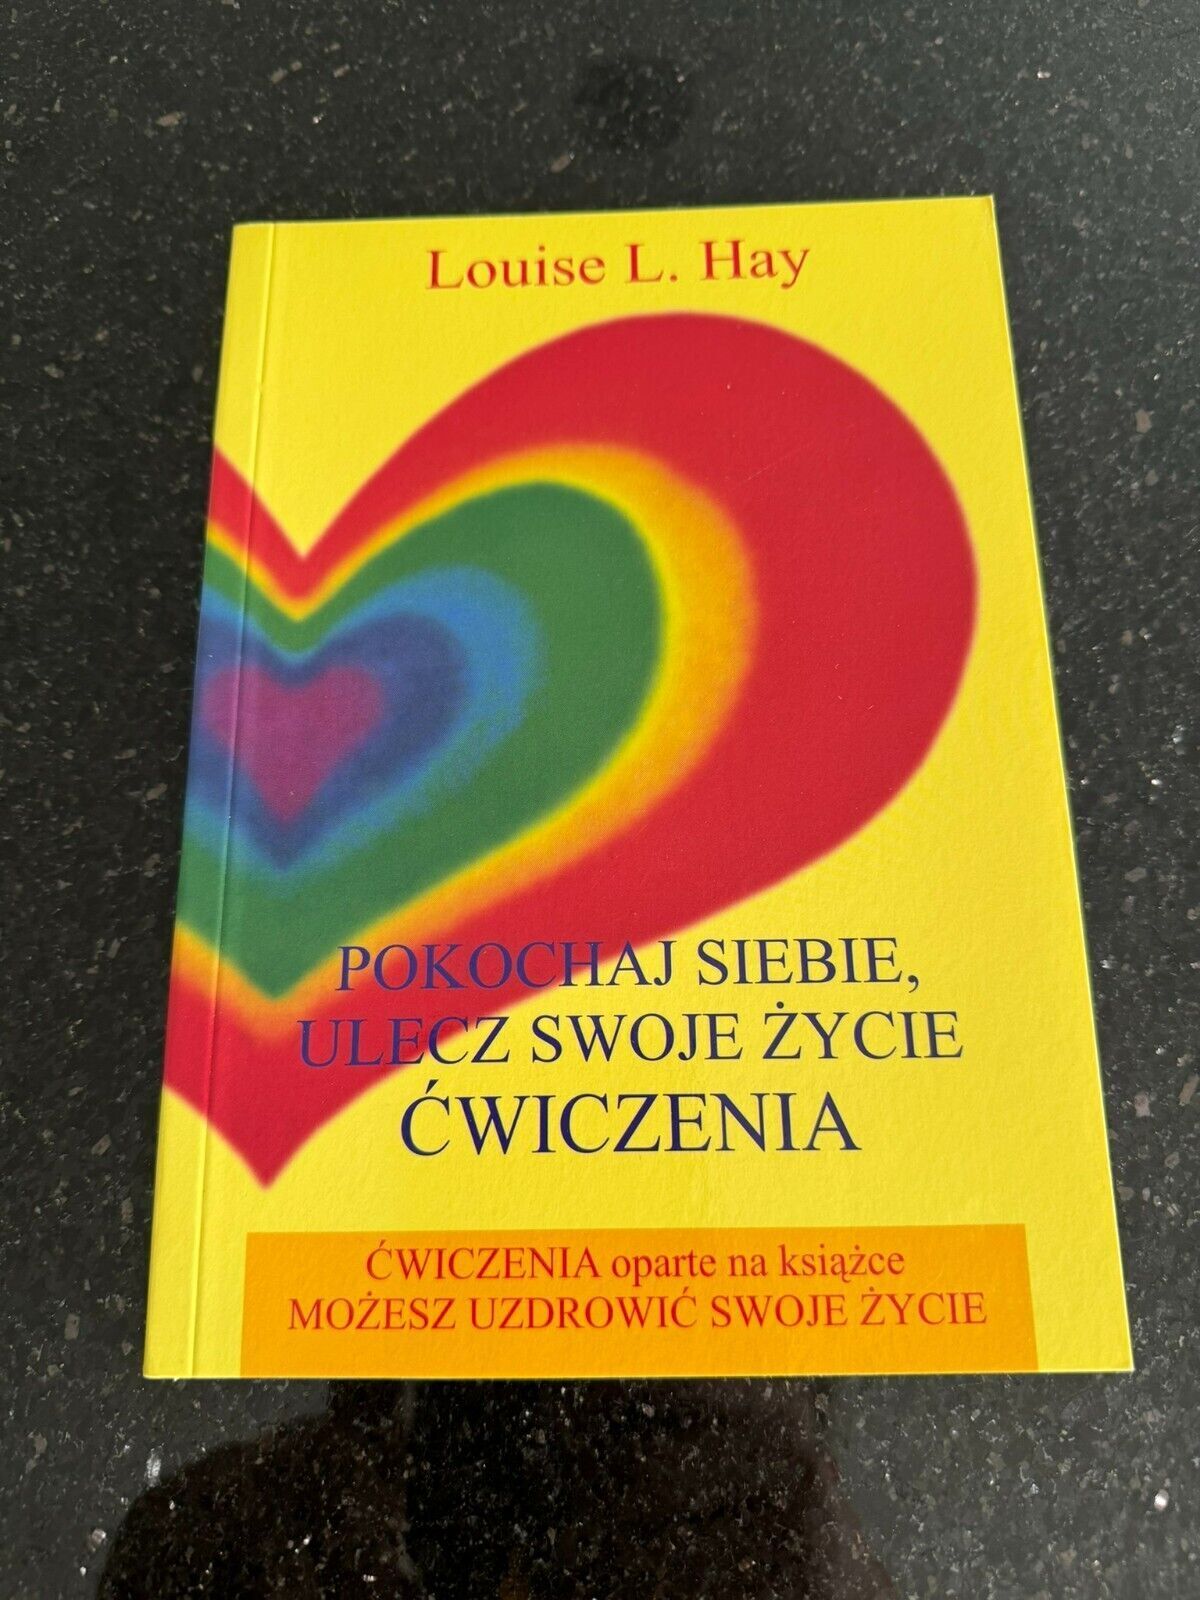 Louise L. Hay
POKOCHAJ SIEBIE,
ULECZ SWOJE ŻYCIE
ĆWICZENIA
ĆWICZENIA oparte na książce
MOŻESZ UZDROWIĆ SWOJE ŻYCIE